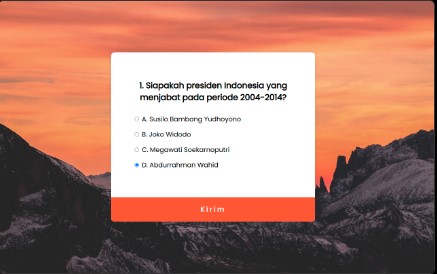 1. Siapakah presiden Indonesia yang
menjabat pada periode 2004-2014?
A. Susilo Bambang Yudhoyono
B. Joko Widodo
C. Megawati Soekarnoputri
D. Abdurrahman Wahid
Kirim